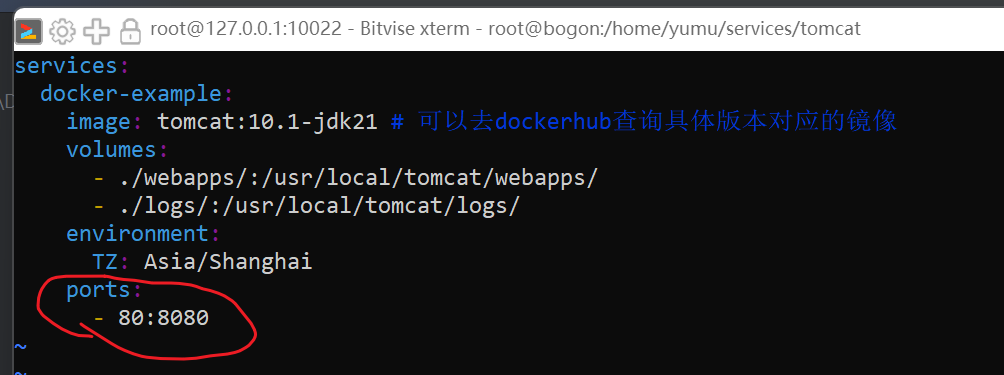 root@127.0.0.1:10022 - Bitvise xterm - root@bogon:/home/yumu/services/tomcat
services:
  docker-example:
    image: tomcat:10.1-jdk21 # 可以去dockerhub查询具体版本对应的镜像
    volumes:
      - ./webapps/:/usr/local/tomcat/webapps/
      - ./logs/:/usr/local/tomcat/logs/
    environment:
      TZ: Asia/Shanghai
    ports:
      - 80:8080
~
~